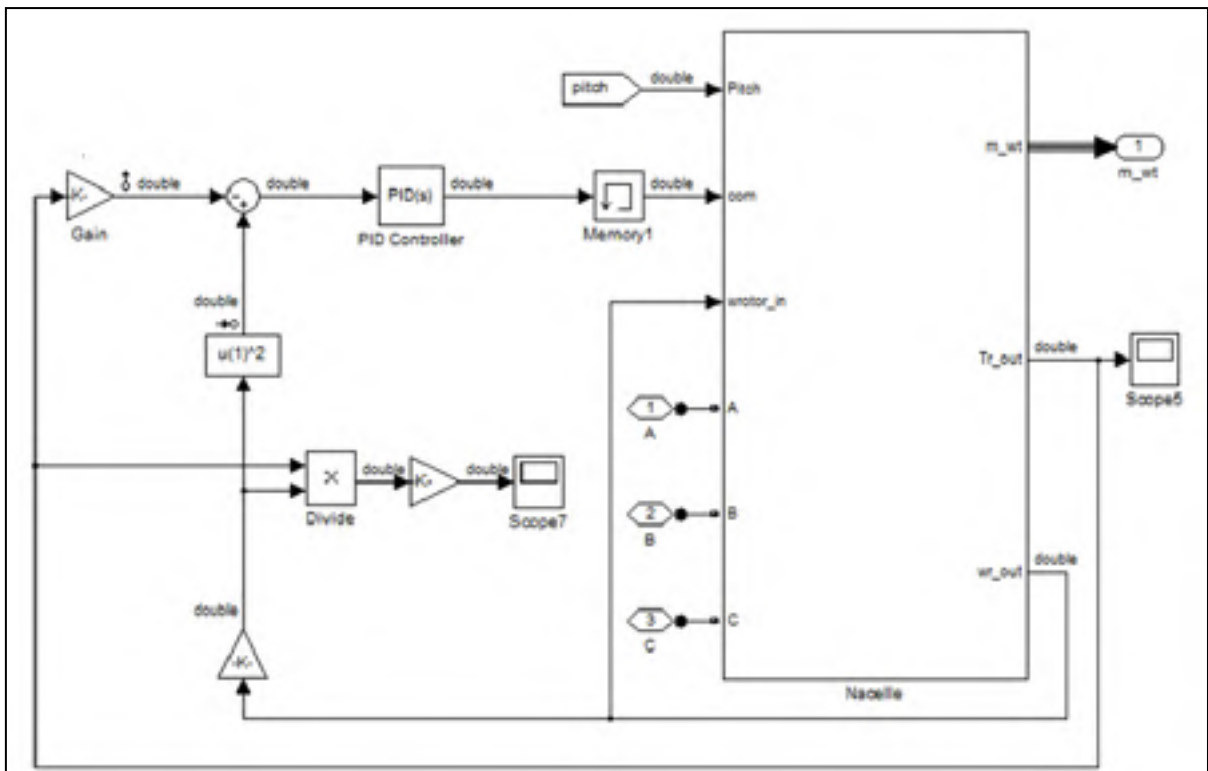 pitch
double
Pitch
m_wt
1
m_wt
-K-
double
Gain
double
PID(s)
PID Controller
double
Memory1
double
com
double
u(1)^2
wrotor_in
Tr_out
double
Scope5
1
A
A
X
Divide
double
-K-
double
Scope7
2
B
B
wr_out
double
double
-K-
3
C
C
Nacelle